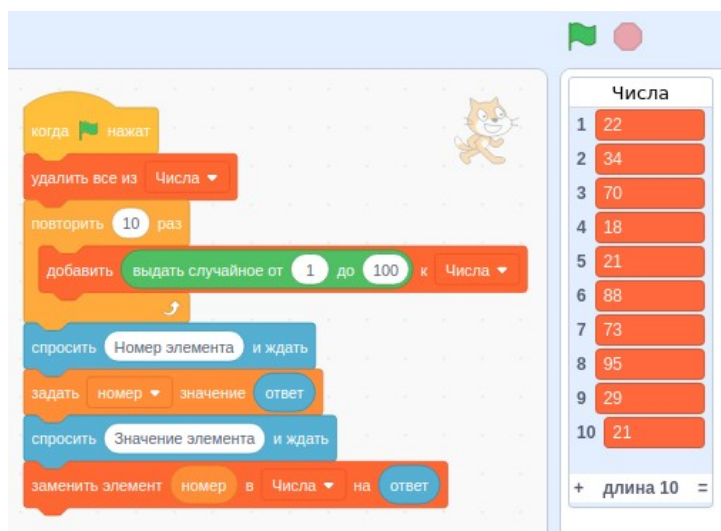 когда нажат
удалить все из Числа
повторить 10 раз
добавить выдать случайное от 1 до 100 к Числа
спросить Номер элемента и ждать
задать номер значение ответ
спросить Значение элемента и ждать
заменить элемент номер в Числа на ответ
Числа
1 22
2 34
3 70
4 18
5 21
6 88
7 73
8 95
9 29
10 21
+ длина 10 =